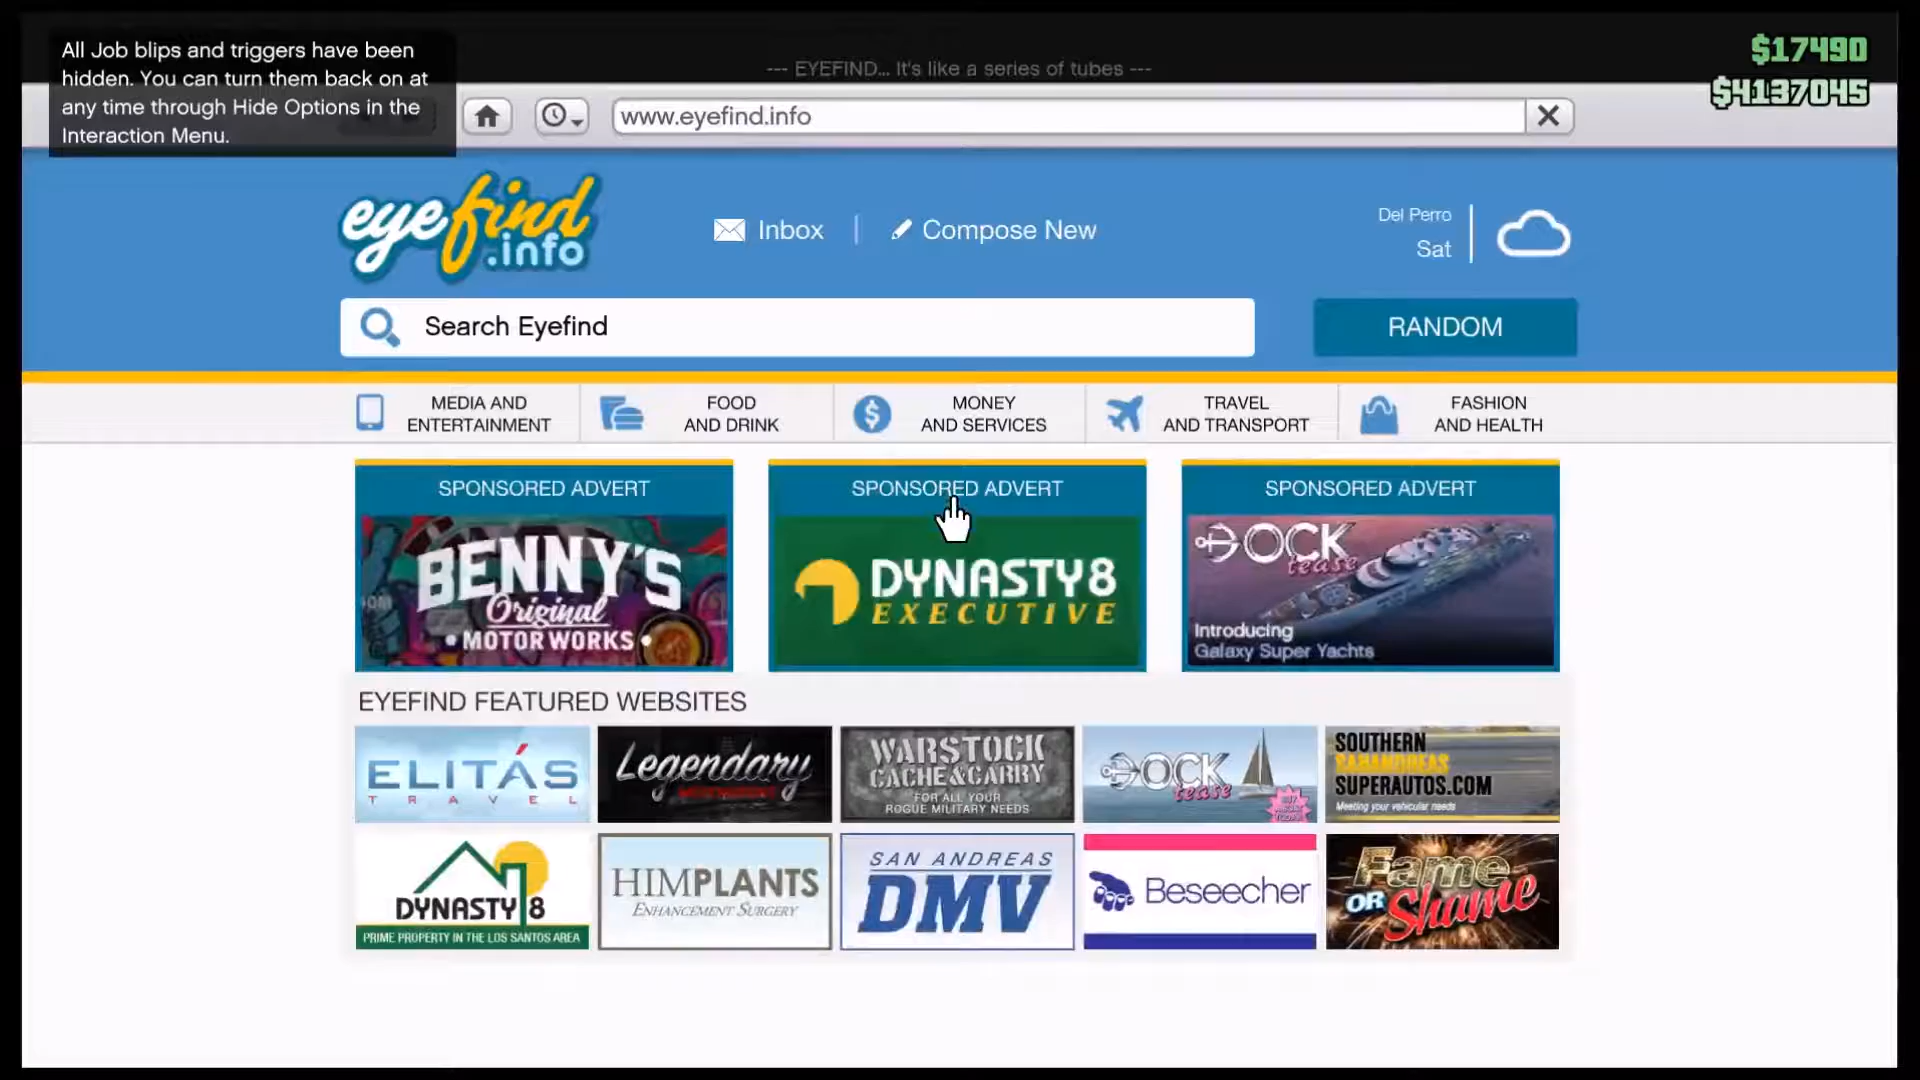 All Job blips and triggers have been
hidden. You can turn them back on at
any time through Hide Options in the
Interaction Menu.
--- EYEFIND... It's like a series of tubes ---
$17490
$4137045
www.eyefind.info
eyefind
.info
Inbox
Compose New
Del Perro
Sat
Search Eyefind
RANDOM
MEDIA AND
ENTERTAINMENT
FOOD
AND DRINK
MONEY
AND SERVICES
TRAVEL
AND TRANSPORT
FASHION
AND HEALTH
SPONSORED ADVERT
SPONSORED ADVERT
SPONSORED ADVERT
BENNY'S
Original
MOTORWORKS
DYNASTY8
EXECUTIVE
DOCK
tease
Introducing
Galaxy Super Yachts
EYEFIND FEATURED WEBSITES
ELITÁS
TRAVEL
Legendary
WARSTOCK
CACHE&CARRY
FOR ALL YOUR
ROGUE MILITARY NEEDS
DOCK
tease
SOUTHERN
SANANDREAS
SUPERAUTOS.COM
Meeting your vehicular needs
DYNASTY 8
PRIME PROPERTY IN THE LOS SANTOS AREA
HIMPLANTS
ENHANCEMENT SURGERY
SAN ANDREAS
DMV
Beseecher
Fame
OR Shame